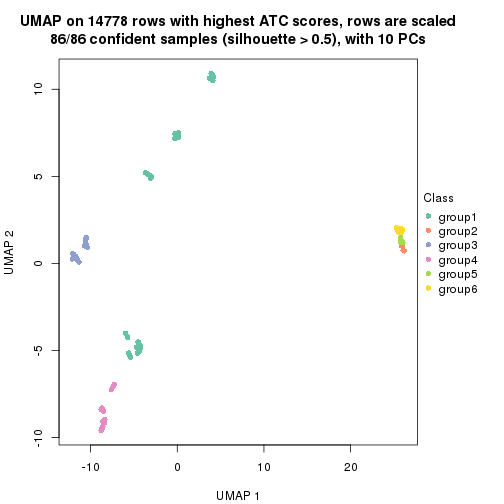 UMAP on 14778 rows with highest ATC scores, rows are scaled
86/86 confident samples (silhouette > 0.5), with 10 PCs
10
5
0
-5
-10
UMAP 2
-10
0
10
20
UMAP 1
Class
group1
group2
group3
group4
group5
group6